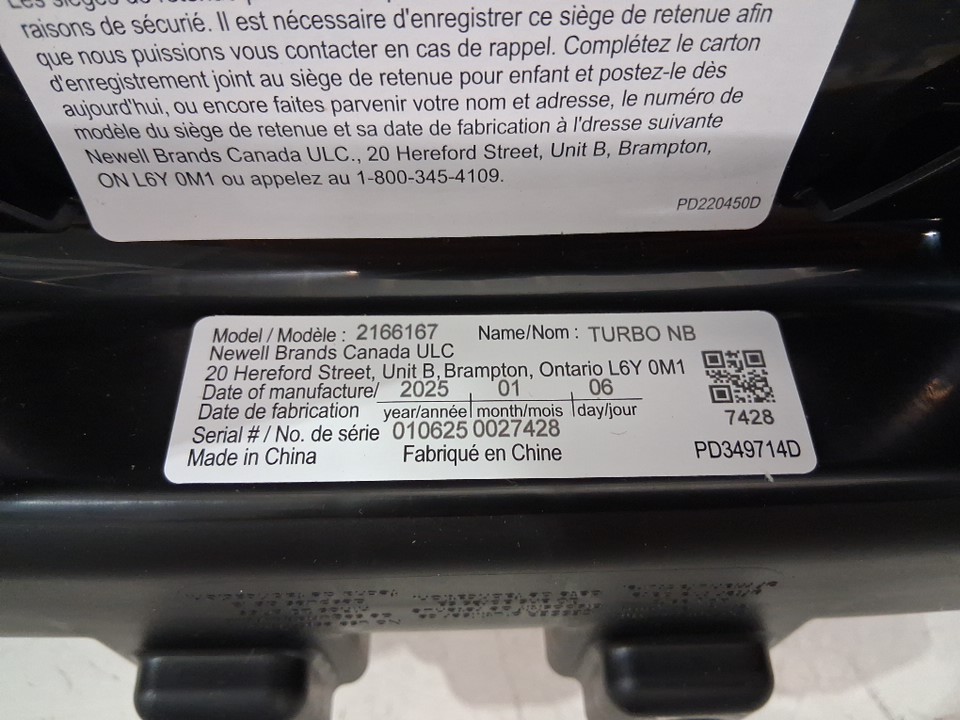 raisons de sécurité. Il est nécessaire d'enregistrer ce siège de retenue afin
que nous puissions vous contacter en cas de rappel. Complétez le carton
d'enregistrement joint au siège de retenue pour enfant et postez-le dès
aujourd'hui, ou encore faites parvenir votre nom et adresse, le numéro de
modèle du siège de retenue et sa date de fabrication à l'dresse suivante
Newell Brands Canada ULC., 20 Hereford Street, Unit B, Brampton,
ON L6Y 0M1 ou appelez au 1-800-345-4109.
PD220450D
Model / Modèle : 2166167 Name/Nom : TURBO NB
Newell Brands Canada ULC
20 Hereford Street, Unit B, Brampton, Ontario L6Y 0M1
Date of manufacture/ 2025 01 06
Date de fabrication year/année month/mois day/jour
7428
Serial # / No. de série 010625 0027428
Made in China Fabriqué en Chine PD349714D